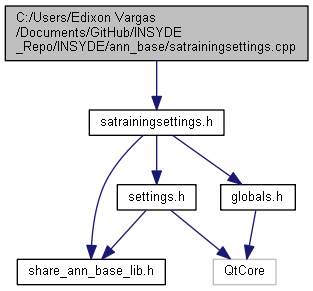 C:/Users/Edixon Vargas
/Documents/GitHub/INSYDE
_Repo/INSYDE/ann_base/satrainingsettings.cpp
satrainingsettings.h
settings.h
globals.h
share_ann_base_lib.h
QtCore